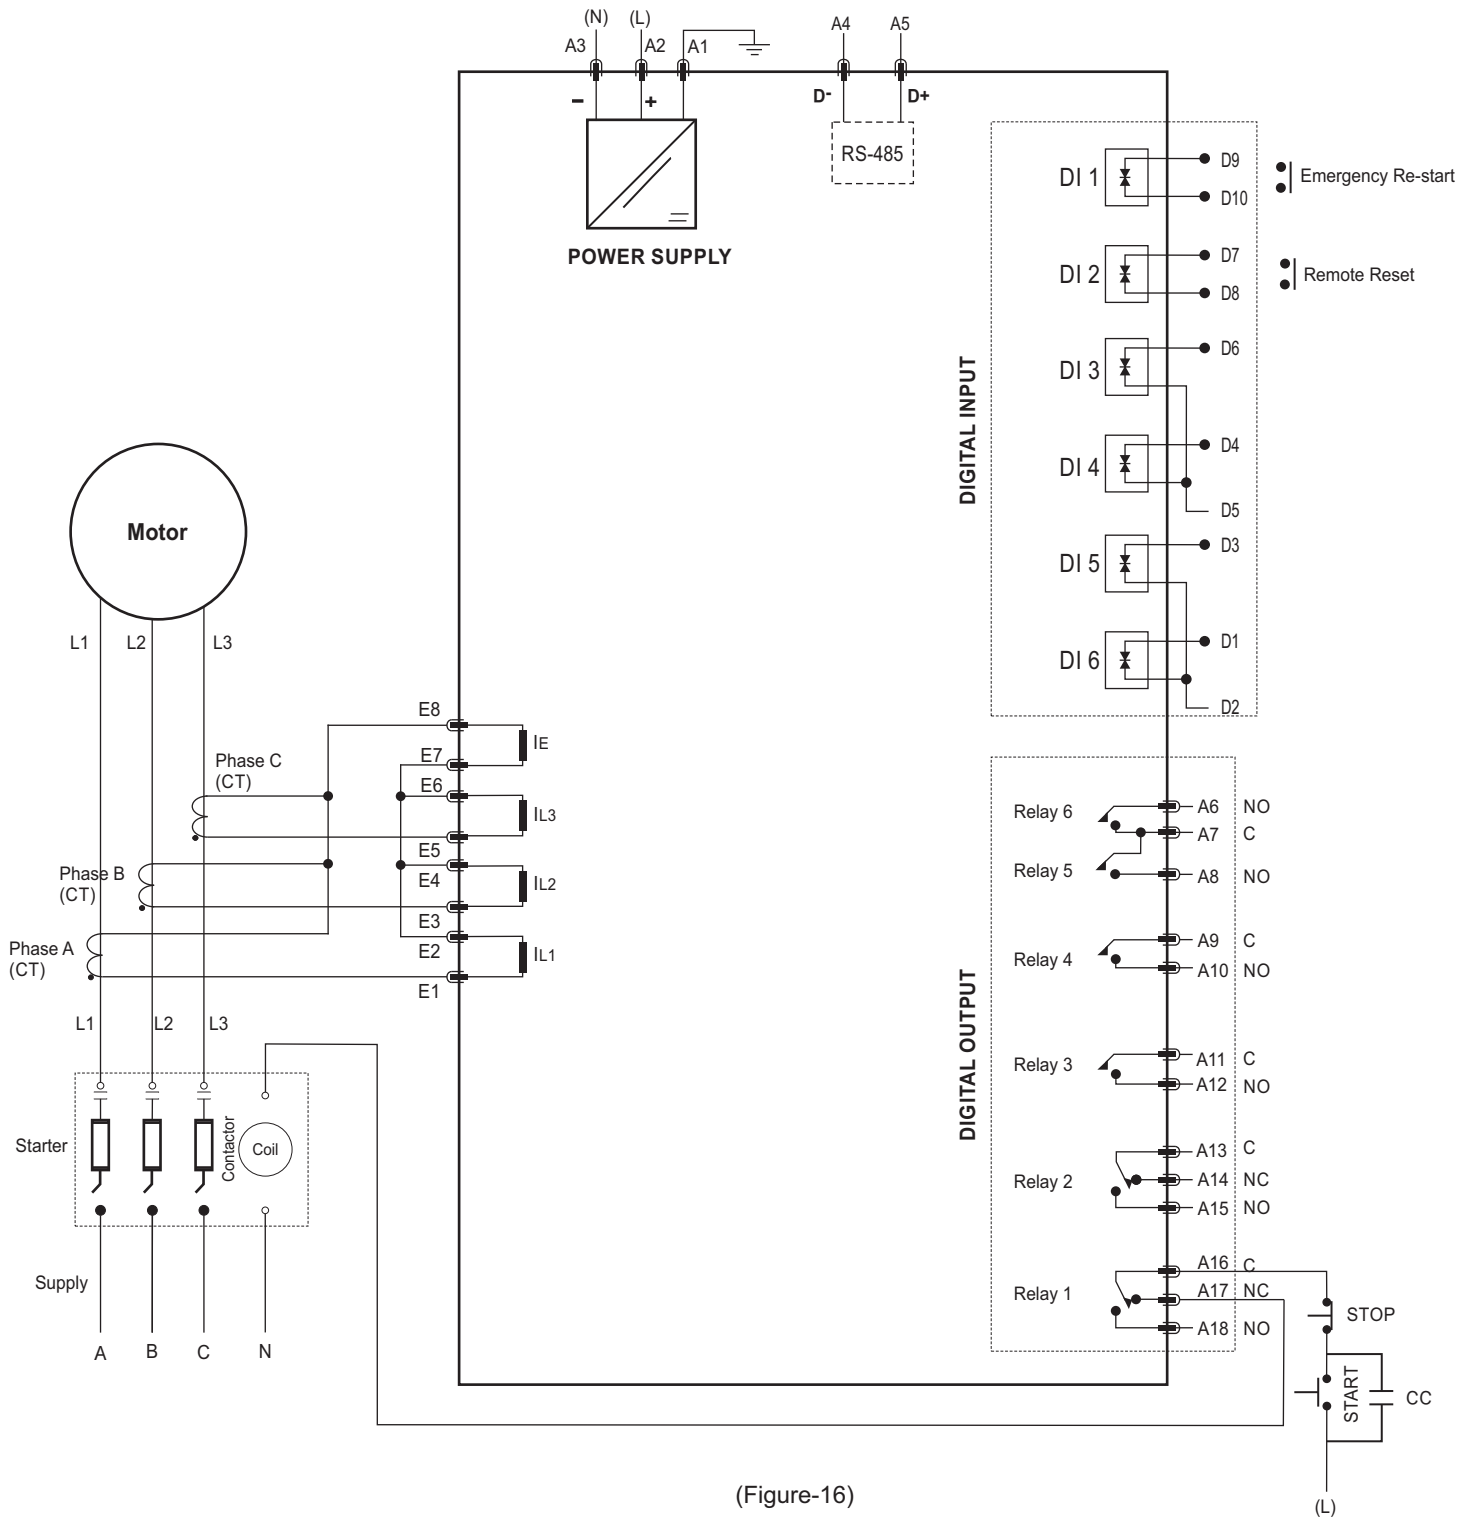 (N) (L)
A3 A2 A1 A4 A5
− + D- D+
RS-485
POWER SUPPLY
DIGITAL INPUT
DI 1 D9
D10
Emergency Re-start
DI 2 D7
D8
Remote Reset
DI 3 D6
DI 4 D4
D5
DI 5 D3
DI 6 D1
D2
Motor
L1 L2 L3
Phase C
(CT)
Phase B
(CT)
Phase A
(CT)
E8
E7
E6
E5
E4
E3
E2
E1
IE
IL3
IL2
IL1
L1 L2 L3
Starter
Contactor
Coil
Supply
A B C N
DIGITAL OUTPUT
Relay 6 A6 NO
A7 C
Relay 5 A8 NO
Relay 4 A9 C
A10 NO
Relay 3 A11 C
A12 NO
Relay 2 A13 C
A14 NC
A15 NO
Relay 1 A16 C
A17 NC
A18 NO
STOP
START
CC
(L)
(Figure-16)